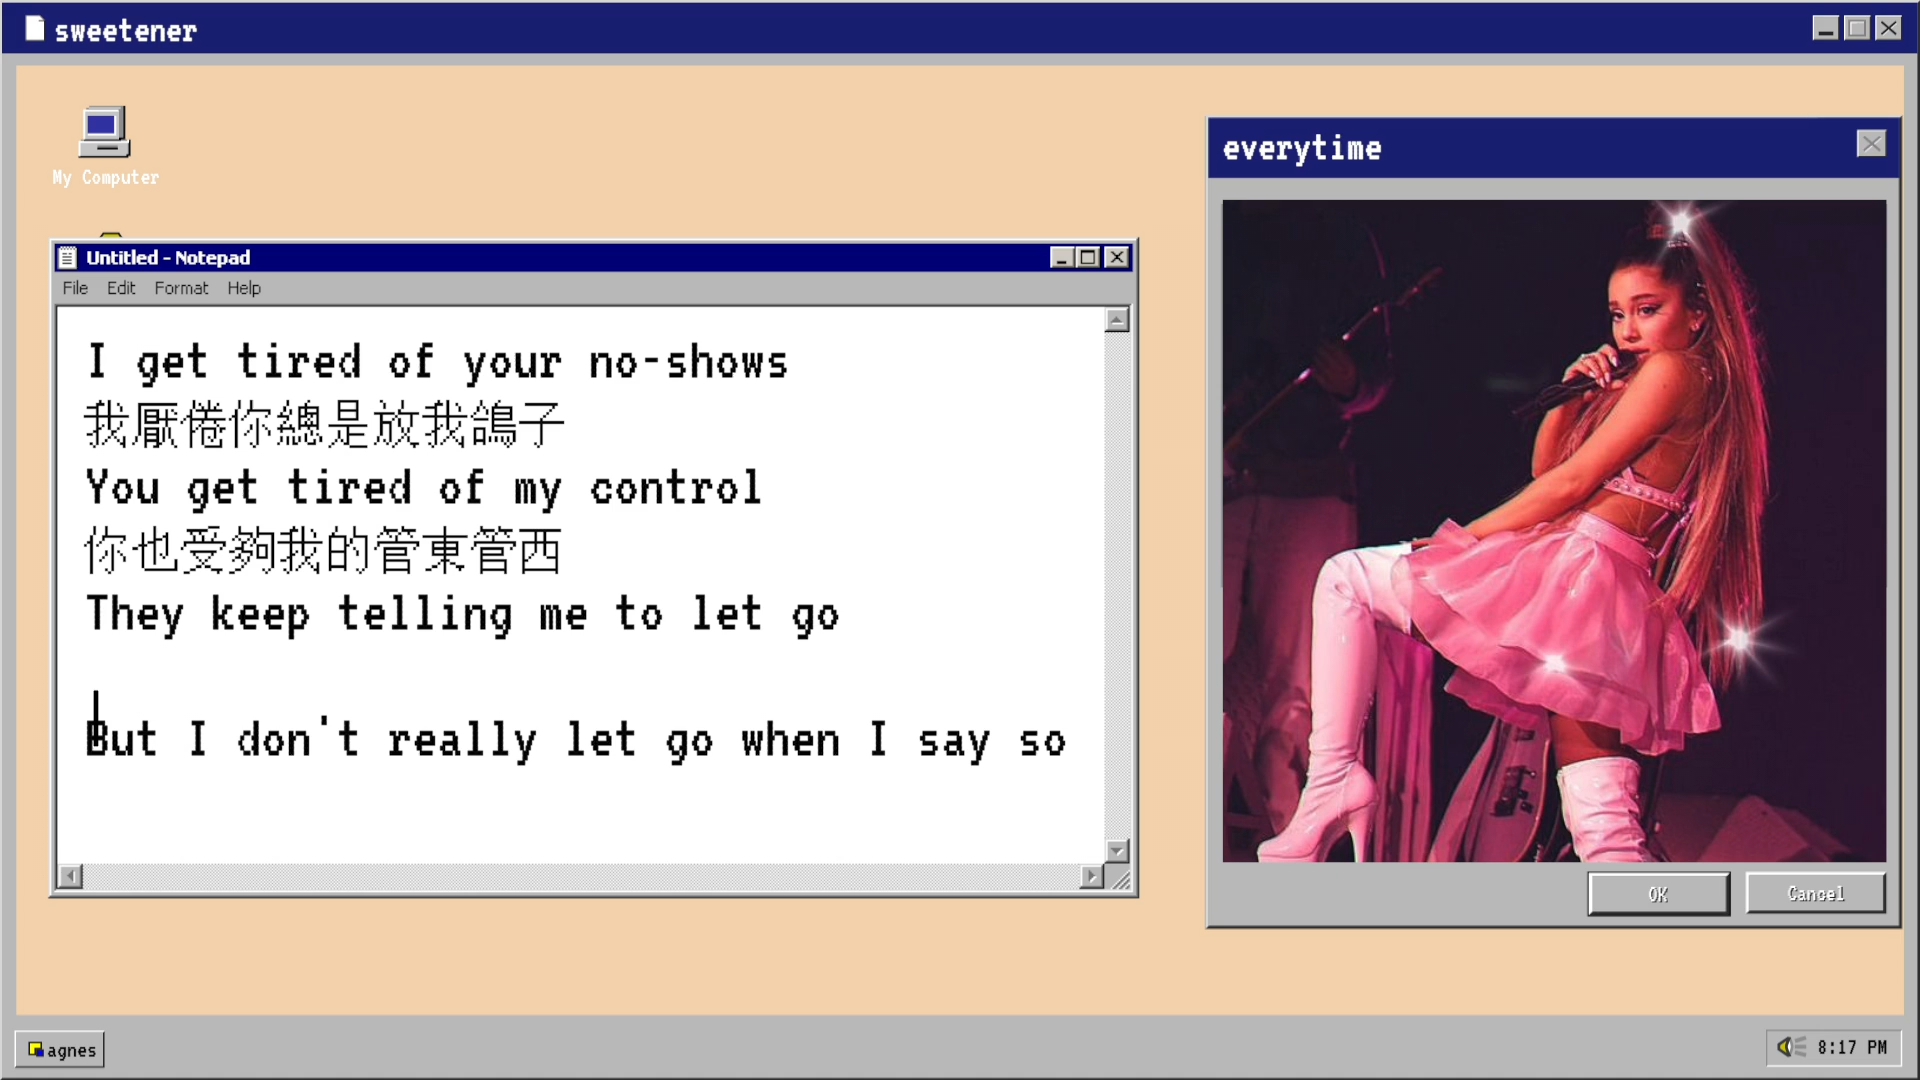 sweetener
My Computer
everytime
Untitled - Notepad
File Edit Format Help
I get tired of your no-shows
我厭倦你總是放我鴿子
You get tired of my control
你也受夠我的管東管西
They keep telling me to let go
But I don't really let go when I say so
OK Cancel
agnes
8:17 PM